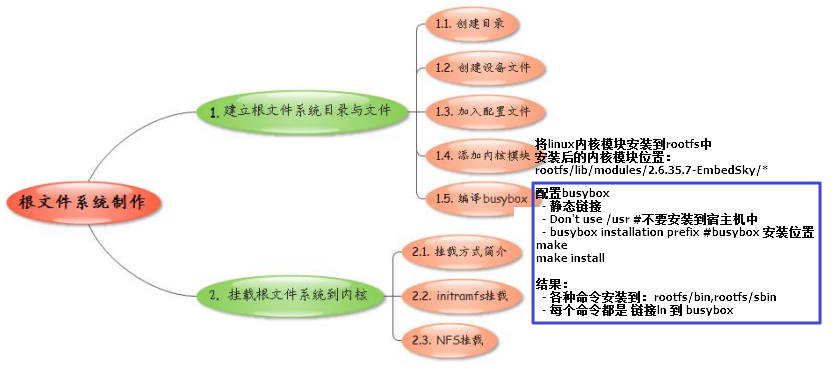 根文件系统制作
1. 建立根文件系统目录与文件
1.1. 创建目录
1.2. 创建设备文件
1.3. 加入配置文件
1.4. 添加内核模块
将linux内核模块安装到rootfs中
安装后的内核模块位置：
rootfs/lib/modules/2.6.35.7-EmbedSky/*
1.5. 编译busybox
配置busybox
- 静态链接
- Don't use /usr #不要安装到宿主机中
- busybox installation prefix #busybox 安装位置
make
make install
结果：
- 各种命令安装到：rootfs/bin,rootfs/sbin
- 每个命令都是 链接ln 到 busybox
2. 挂载根文件系统到内核
2.1. 挂载方式简介
2.2. initramfs挂载
2.3. NFS挂载